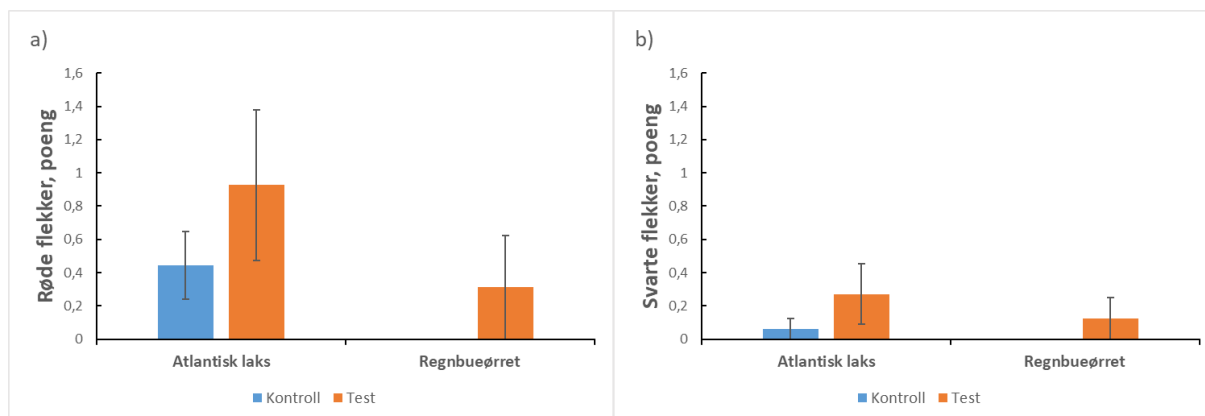 a)
Røde flekker, poeng
1,6
1,4
1,2
1
0,8
0,6
0,4
0,2
0
Atlantisk laks Regnbueørret
Kontroll Test
b)
Svarte flekker, poeng
1,6
1,4
1,2
1
0,8
0,6
0,4
0,2
0
Atlantisk laks Regnbueørret
Kontroll Test